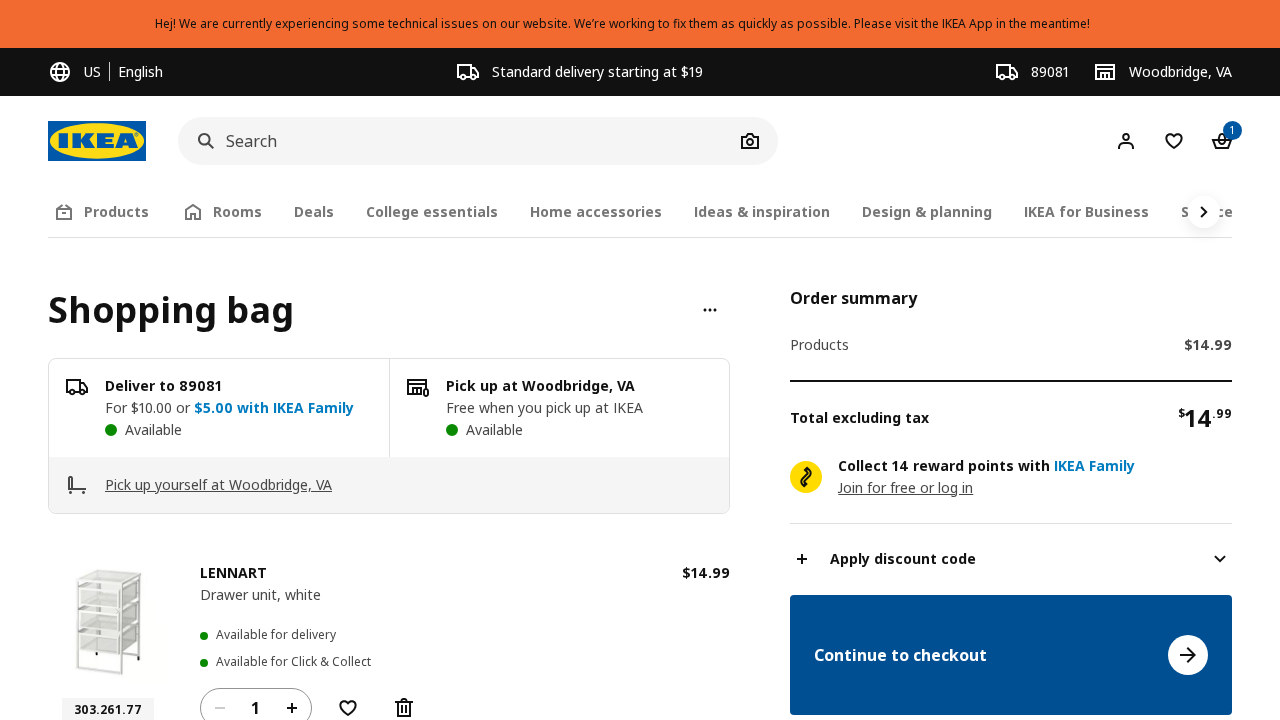 Hej! We are currently experiencing some technical issues on our website. We’re working to fix them as quickly as possible. Please visit the IKEA App in the meantime!
US | English
Standard delivery starting at $19
89081
Woodbridge, VA
IKEA
Search
1
Products
Rooms
Deals
College essentials
Home accessories
Ideas & inspiration
Design & planning
IKEA for Business
Shopping bag
Deliver to 89081
For $10.00 or $5.00 with IKEA Family
Available
Pick up at Woodbridge, VA
Free when you pick up at IKEA
Available
Pick up yourself at Woodbridge, VA
LENNART
$14.99
Drawer unit, white
Available for delivery
Available for Click & Collect
303.261.77
1
Order summary
Products
$14.99
Total excluding tax
$14.99
Collect 14 reward points with IKEA Family
Join for free or log in
Apply discount code
Continue to checkout